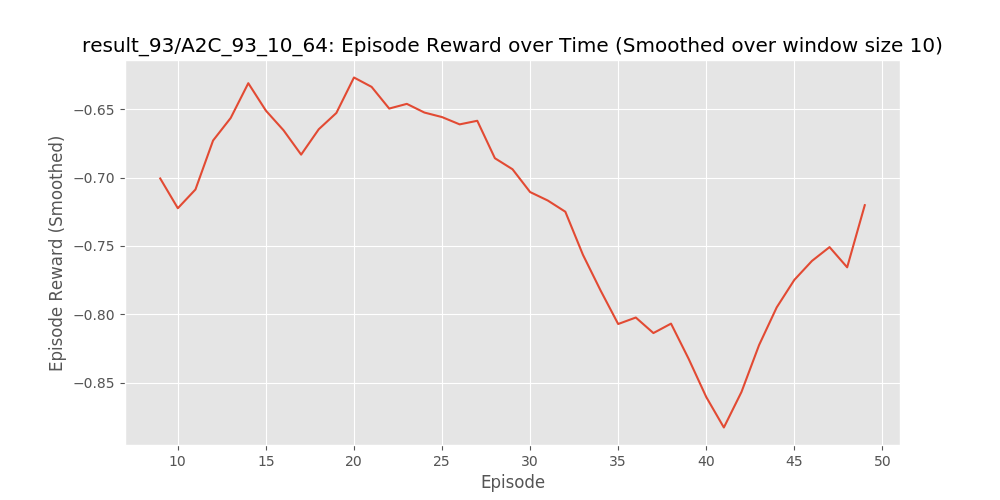 result_93/A2C_93_10_64: Episode Reward over Time (Smoothed over window size 10)
Episode Reward (Smoothed)
−0.65
−0.70
−0.75
−0.80
−0.85
10 15 20 25 30 35 40 45 50
Episode